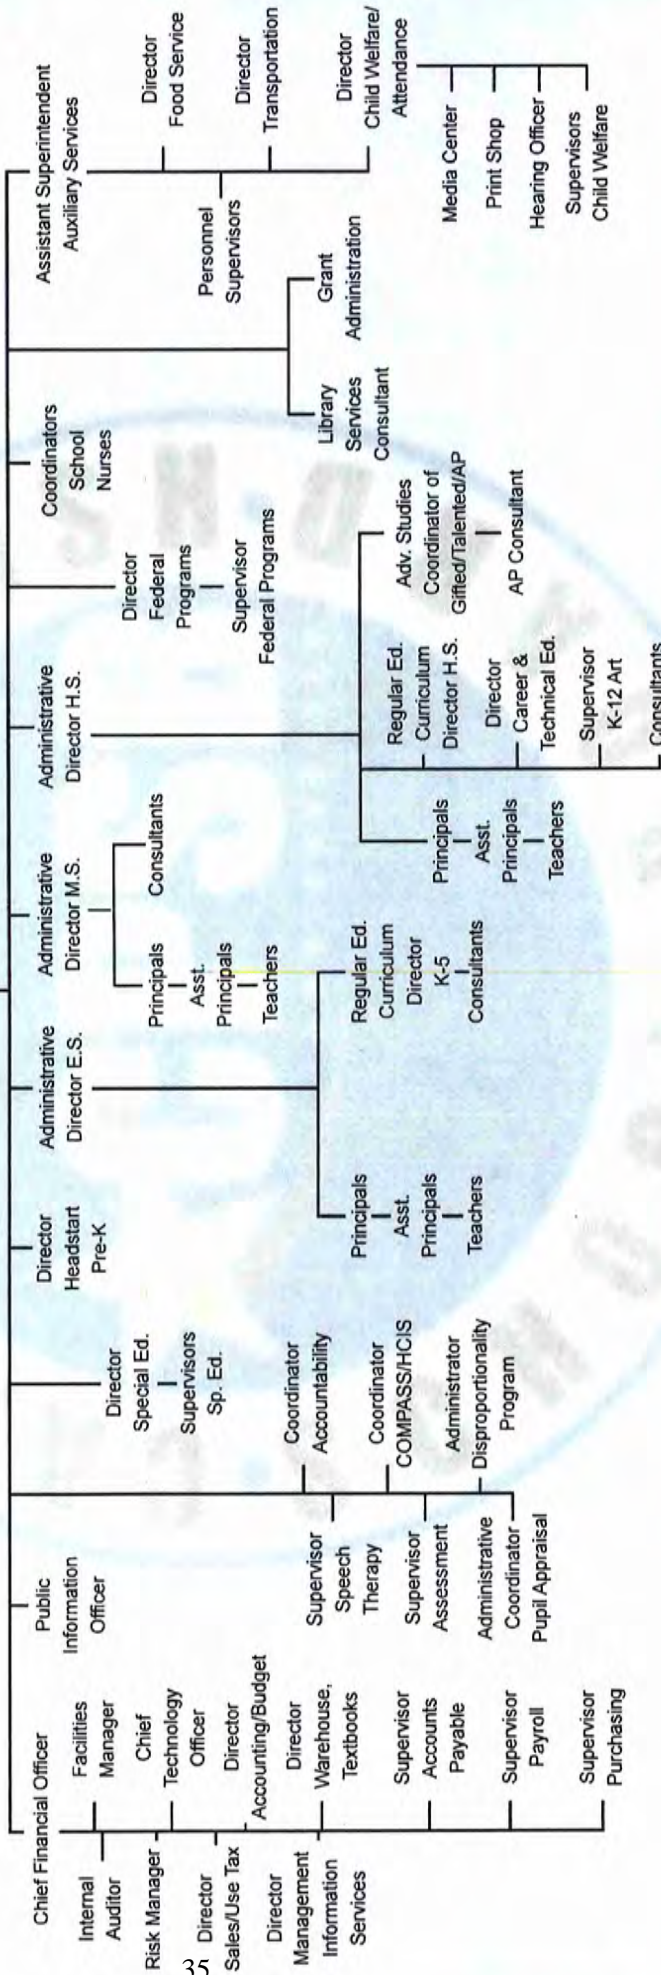 Chief Financial Officer
Internal
Auditor
Risk Manager
Director
Sales/Use Tax
Director
Management
Information
Services
Facilities
Manager
Chief
Technology
Officer
Director
Accounting/Budget
Director
Warehouse,
Textbooks
Supervisor
Accounts
Payable
Supervisor
Payroll
Supervisor
Purchasing
Public
Information
Officer
Supervisor
Speech
Therapy
Supervisor
Assessment
Administrative
Coordinator
Pupil Appraisal
Coordinator
Accountability
Coordinator
COMPASS/HCIS
Administrator
Disproportionality
Program
Director
Special Ed.
Supervisors
Sp. Ed.
Director
Headstart
Pre-K
Administrative
Director E.S.
Principals
Asst.
Principals
Teachers
Regular Ed.
Curriculum
Director
K-5
Consultants
Administrative
Director M.S.
Principals
Asst.
Principals
Teachers
Consultants
Administrative
Director H.S.
Principals
Asst.
Principals
Teachers
Regular Ed.
Curriculum
Director H.S.
Director
Career &
Technical Ed.
Supervisor
K-12 Art
Consultants
Adv. Studies
Coordinator of
Gifted/Talented/AP
AP Consultant
Director
Federal
Programs
Supervisor
Federal Programs
Coordinators
School
Nurses
Library
Services
Consultant
Grant
Administration
Assistant Superintendent
Auxiliary Services
Personnel
Supervisors
Director
Food Service
Director
Transportation
Director
Child Welfare/
Attendance
Media Center
Print Shop
Hearing Officer
Supervisors
Child Welfare
35